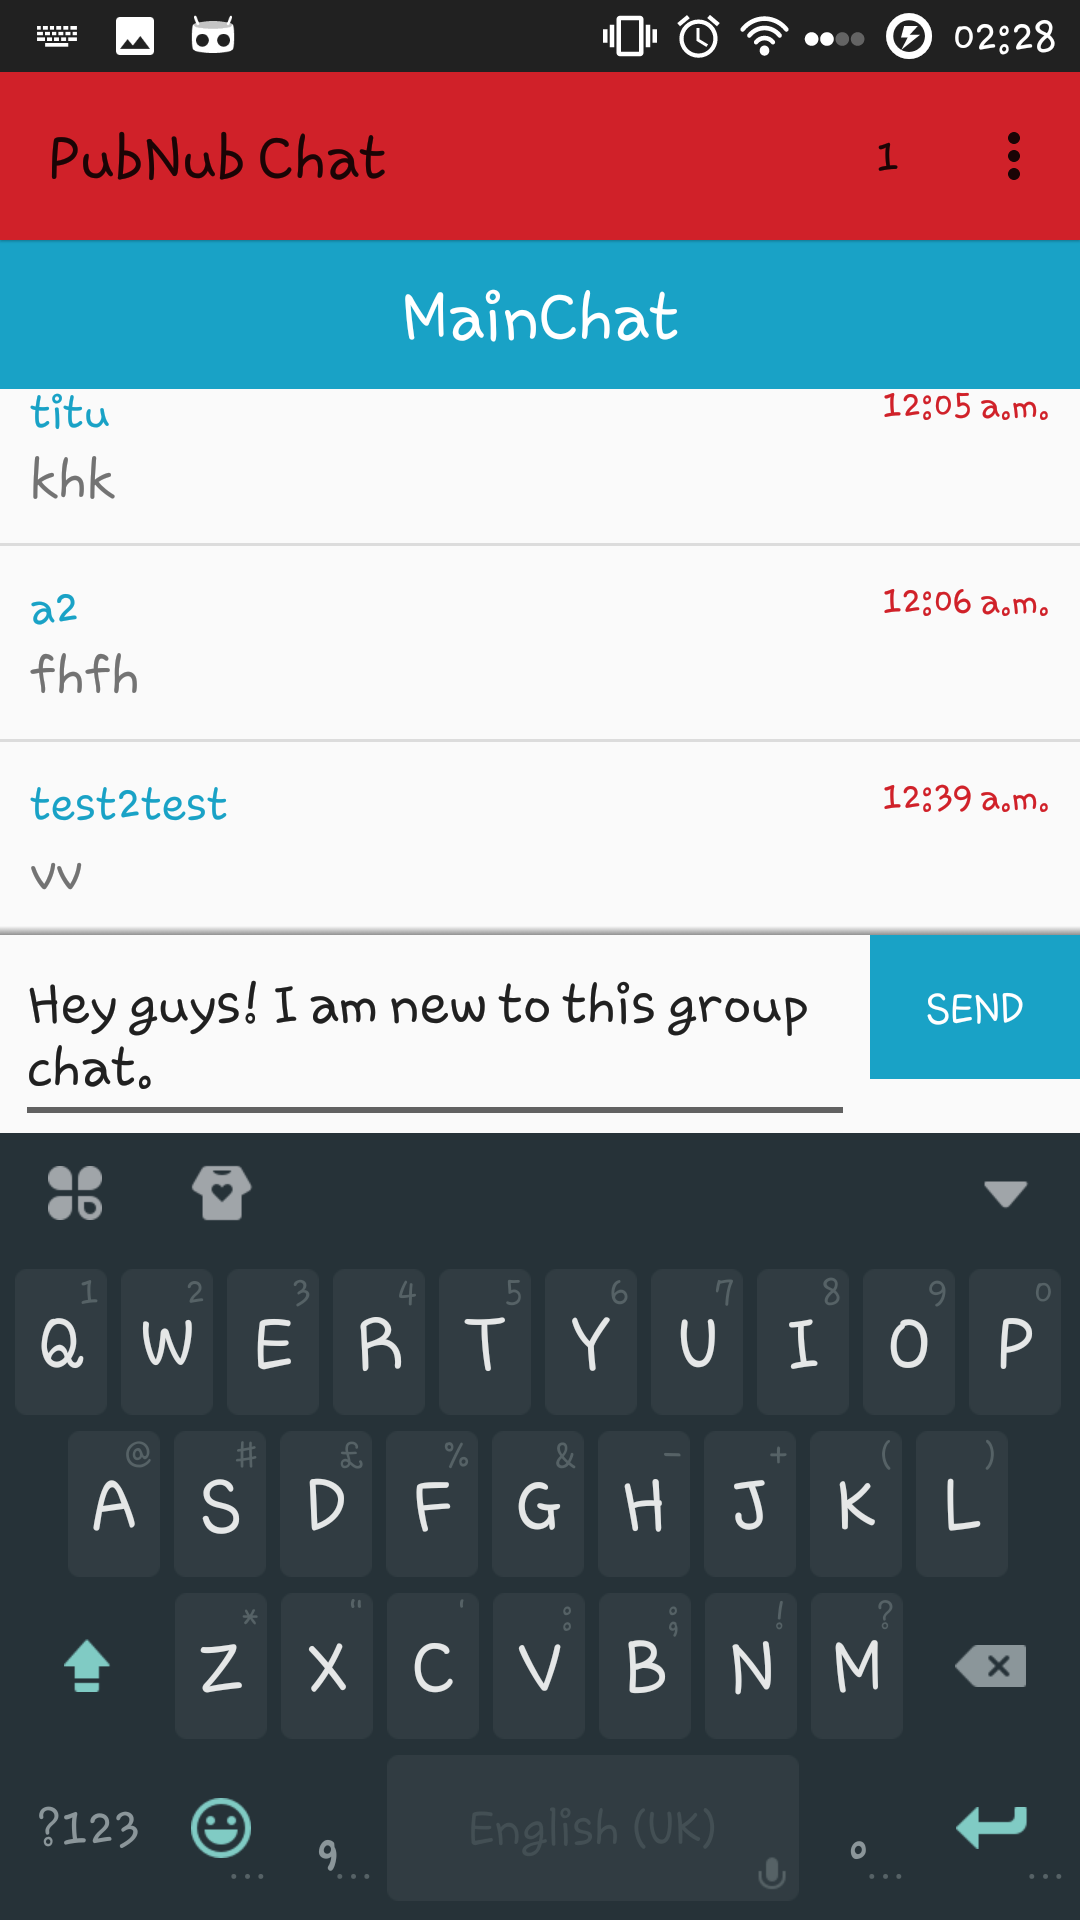 02:28
PubNub Chat 1
MainChat
titu 12:05 a.m.
khk
a2 12:06 a.m.
fhfh
test2test 12:39 a.m.
vv
Hey guys! I am new to this group
chat.
SEND
1 2 3 4 5 6 7 8 9 0
Q W E R T Y U I O P
@ # £ % & - + ( )
A S D F G H J K L
* " ' : ; ! ?
Z X C V B N M
?123 , English (UK) .